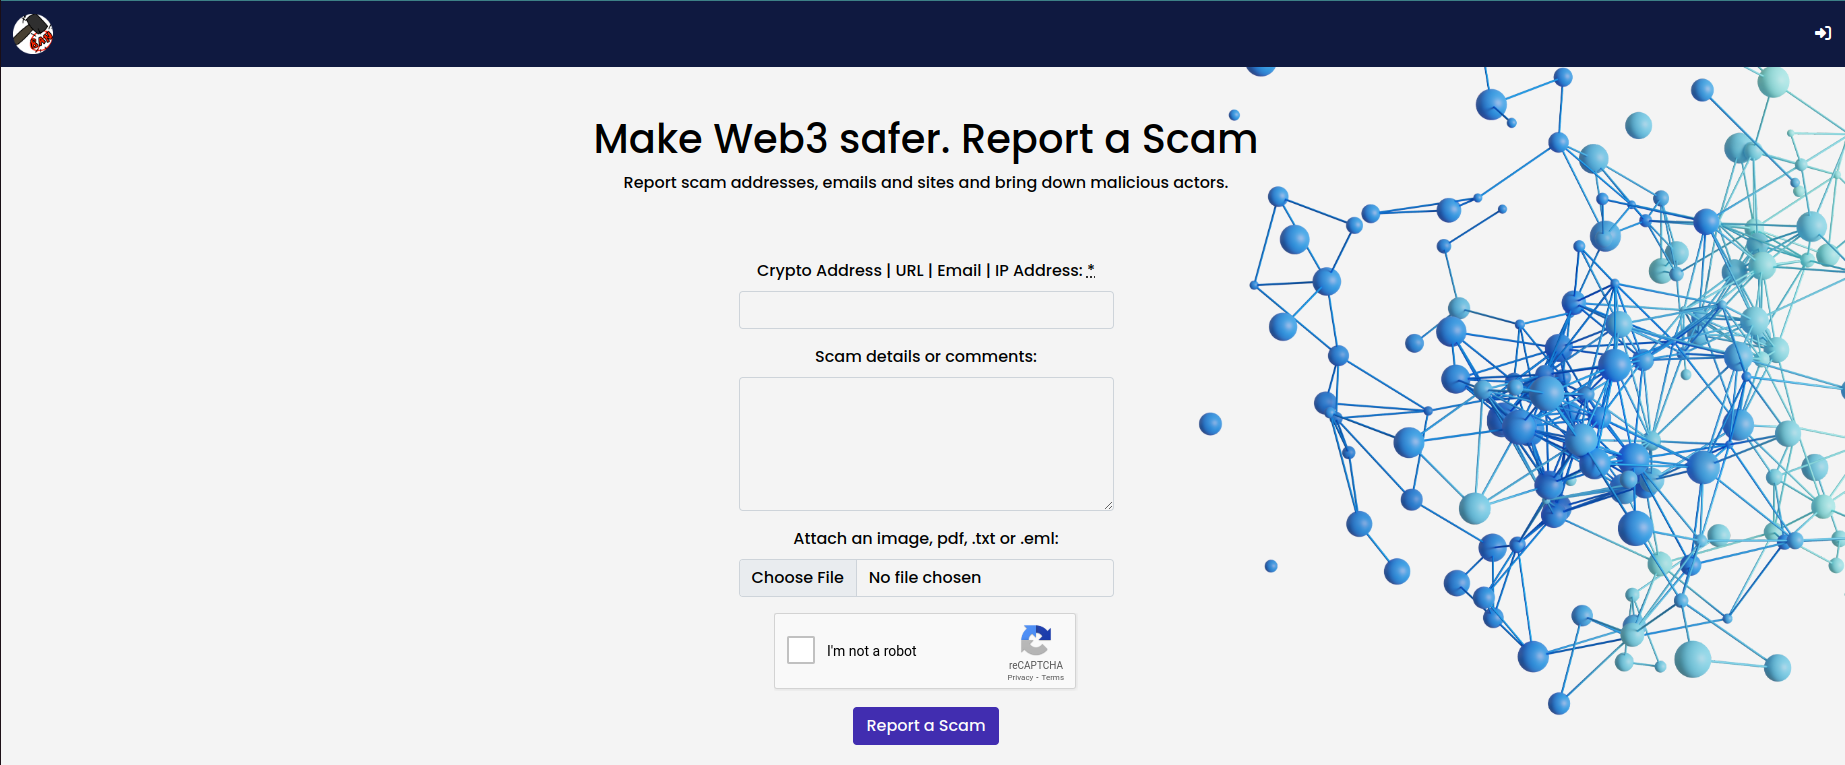 BAN
Make Web3 safer. Report a Scam
Report scam addresses, emails and sites and bring down malicious actors.
Crypto Address | URL | Email | IP Address: *
Scam details or comments:
Attach an image, pdf, .txt or .eml:
Choose File No file chosen
I'm not a robot
reCAPTCHA
Privacy - Terms
Report a Scam